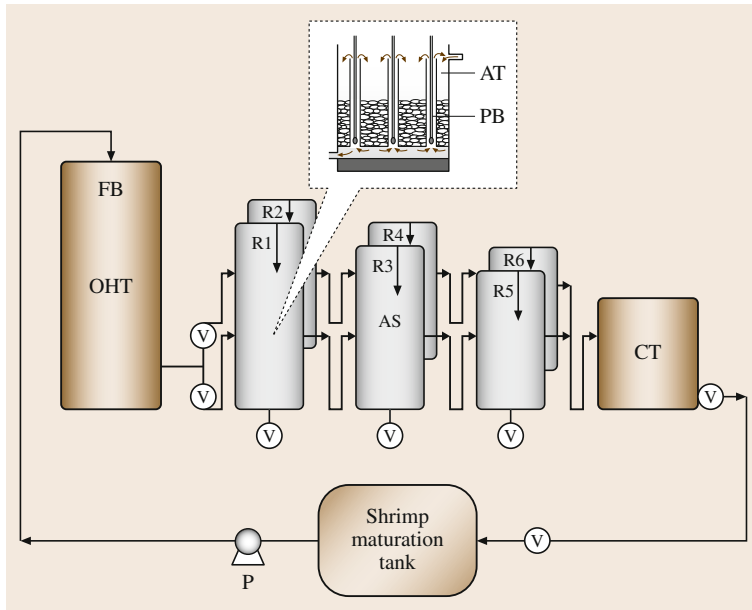 AT
PB
FB
OHT
R2
R1
R4
R3
AS
R6
R5
CT
V
V
V
V
V
V
V
Shrimp
maturation
tank
P